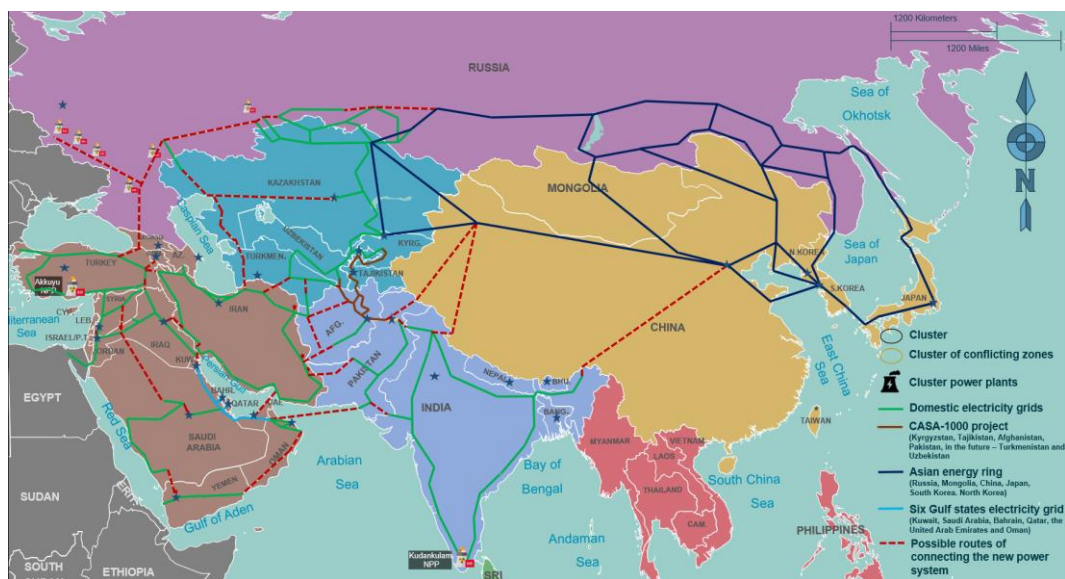 1200 Kilometers
1200 Miles
RUSSIA
Sea of
Okhotsk
N
KAZAKHSTAN
MONGOLIA
Caspian Sea
UZBEKISTAN
KYRG.
TURKMEN.
TAJIKISTAN
AZ.
TURKEY
Akkuyu
NPP
N.KOREA
Sea of
Japan
S.KOREA
JAPAN
CYP.
SYRIA
LEB.
ISRAEL/P.T.
IRAQ
IRAN
AFG.
CHINA
KUW.
Persian Gulf
PAKISTAN
NEPAL
BHU.
East China
Sea
EGYPT
BAHR.
QATAR
UAE
INDIA
BANG.
Red Sea
SAUDI
ARABIA
OMAN
MYANMAR
VIETNAM
LAOS
TAIWAN
Arabian
Sea
Bay of
Bengal
YEMEN
THAILAND
South China
Sea
SUDAN
Gulf of Aden
CAM.
PHILIPPINES
Andaman
Sea
Kudankulam
NPP
SRI
ETHIOPIA
Cluster
Cluster of conflicting zones
Cluster power plants
Domestic electricity grids
CASA-1000 project
(Kyrgyzstan, Tajikistan, Afghanistan,
Pakistan, in the future – Turkmenistan and
Uzbekistan
Asian energy ring
(Russia, Mongolia, China, Japan,
South Korea. North Korea)
Six Gulf states electricity grid
(Kuwait, Saudi Arabia, Bahrain, Qatar, the
United Arab Emirates and Oman)
Possible routes of
connecting the new power
system